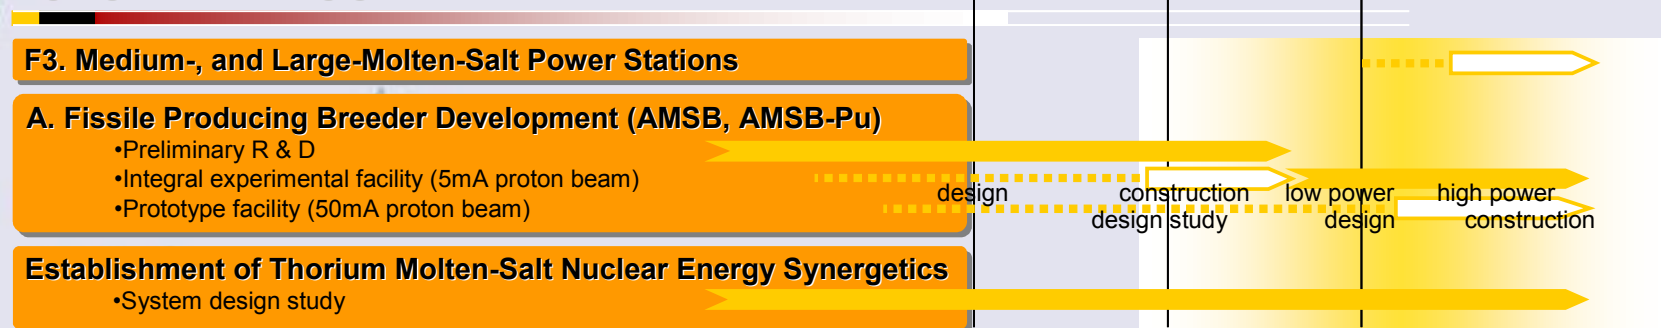 F3. Medium-, and Large-Molten-Salt Power Stations
A. Fissile Producing Breeder Development (AMSB, AMSB-Pu)
•Preliminary R & D
•Integral experimental facility (5mA proton beam)
design construction low power high power
•Prototype facility (50mA proton beam)
design study design construction
Establishment of Thorium Molten-Salt Nuclear Energy Synergetics
•System design study